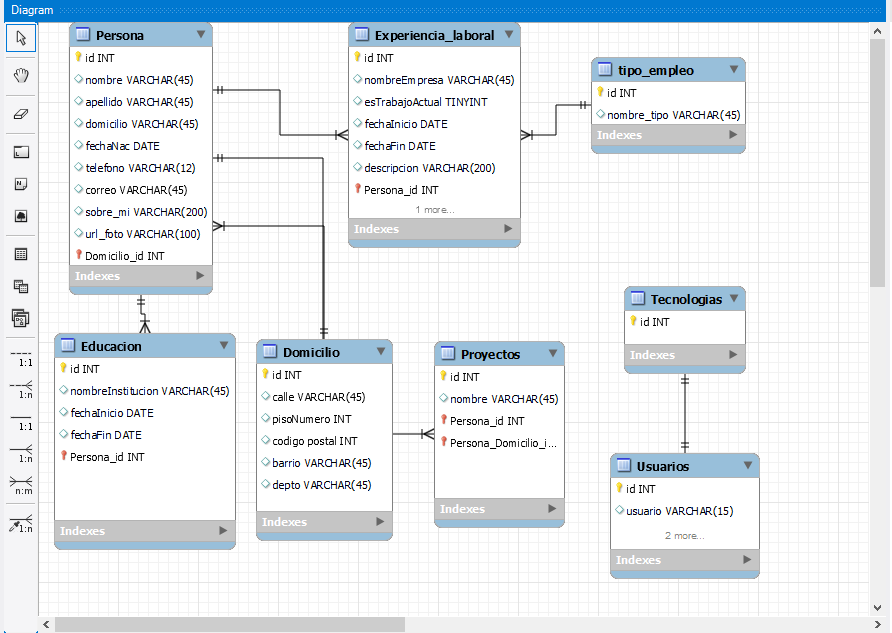 Diagram
Persona
id INT
nombre VARCHAR(45)
apellido VARCHAR(45)
domicilio VARCHAR(45)
fechaNac DATE
telefono VARCHAR(12)
correo VARCHAR(45)
sobre_mi VARCHAR(200)
url_foto VARCHAR(100)
Domicilio_id INT
Indexes
Experiencia_laboral
id INT
nombreEmpresa VARCHAR(45)
esTrabajoActual TINYINT
fechaInicio DATE
fechaFin DATE
descripcion VARCHAR(200)
Persona_id INT
1 more...
Indexes
tipo_empleo
id INT
nombre_tipo VARCHAR(45)
Indexes
Tecnologias
id INT
Indexes
Educacion
id INT
nombreInstitucion VARCHAR(45)
fechaInicio DATE
fechaFin DATE
Persona_id INT
Indexes
Domicilio
id INT
calle VARCHAR(45)
pisoNumero INT
codigo postal INT
barrio VARCHAR(45)
depto VARCHAR(45)
Indexes
Proyectos
id INT
nombre VARCHAR(45)
Persona_id INT
Persona_Domicilio_i...
Indexes
Usuarios
id INT
usuario VARCHAR(15)
2 more...
Indexes
1:1
1:n
1:1
1:n
n:m
1:n